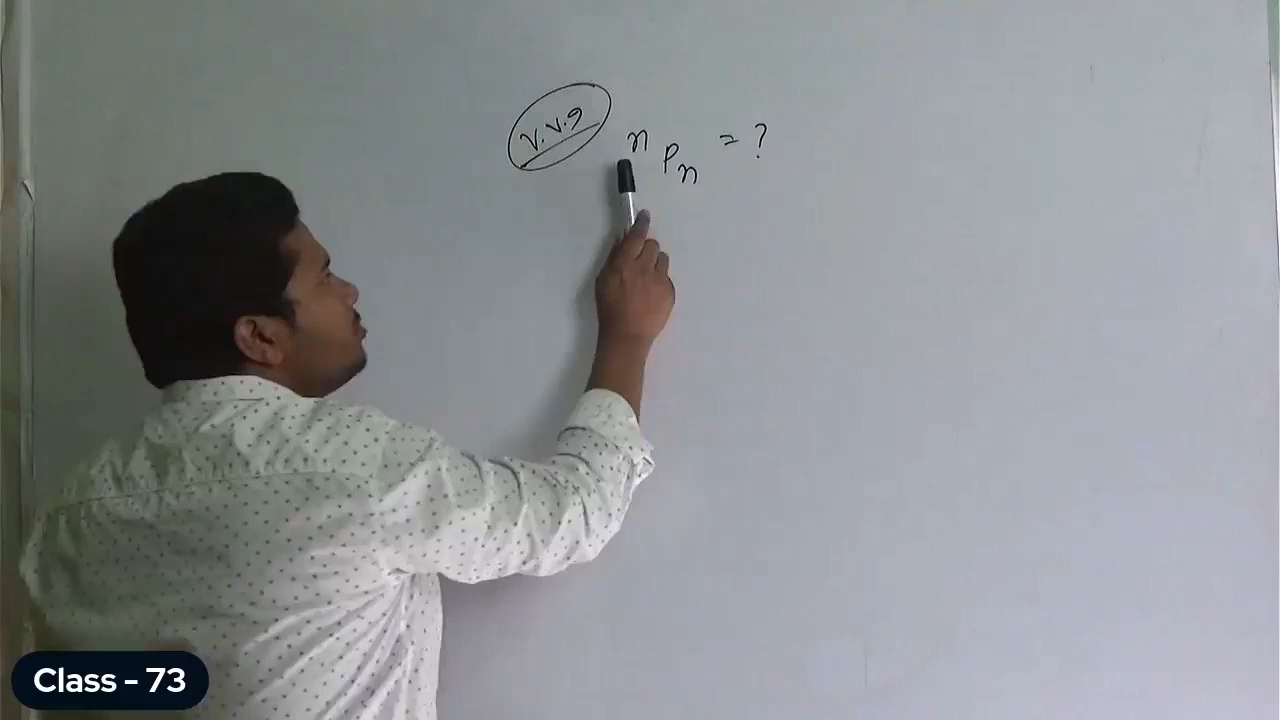 V.V.I
ⁿPₙ = ?
Class - 73